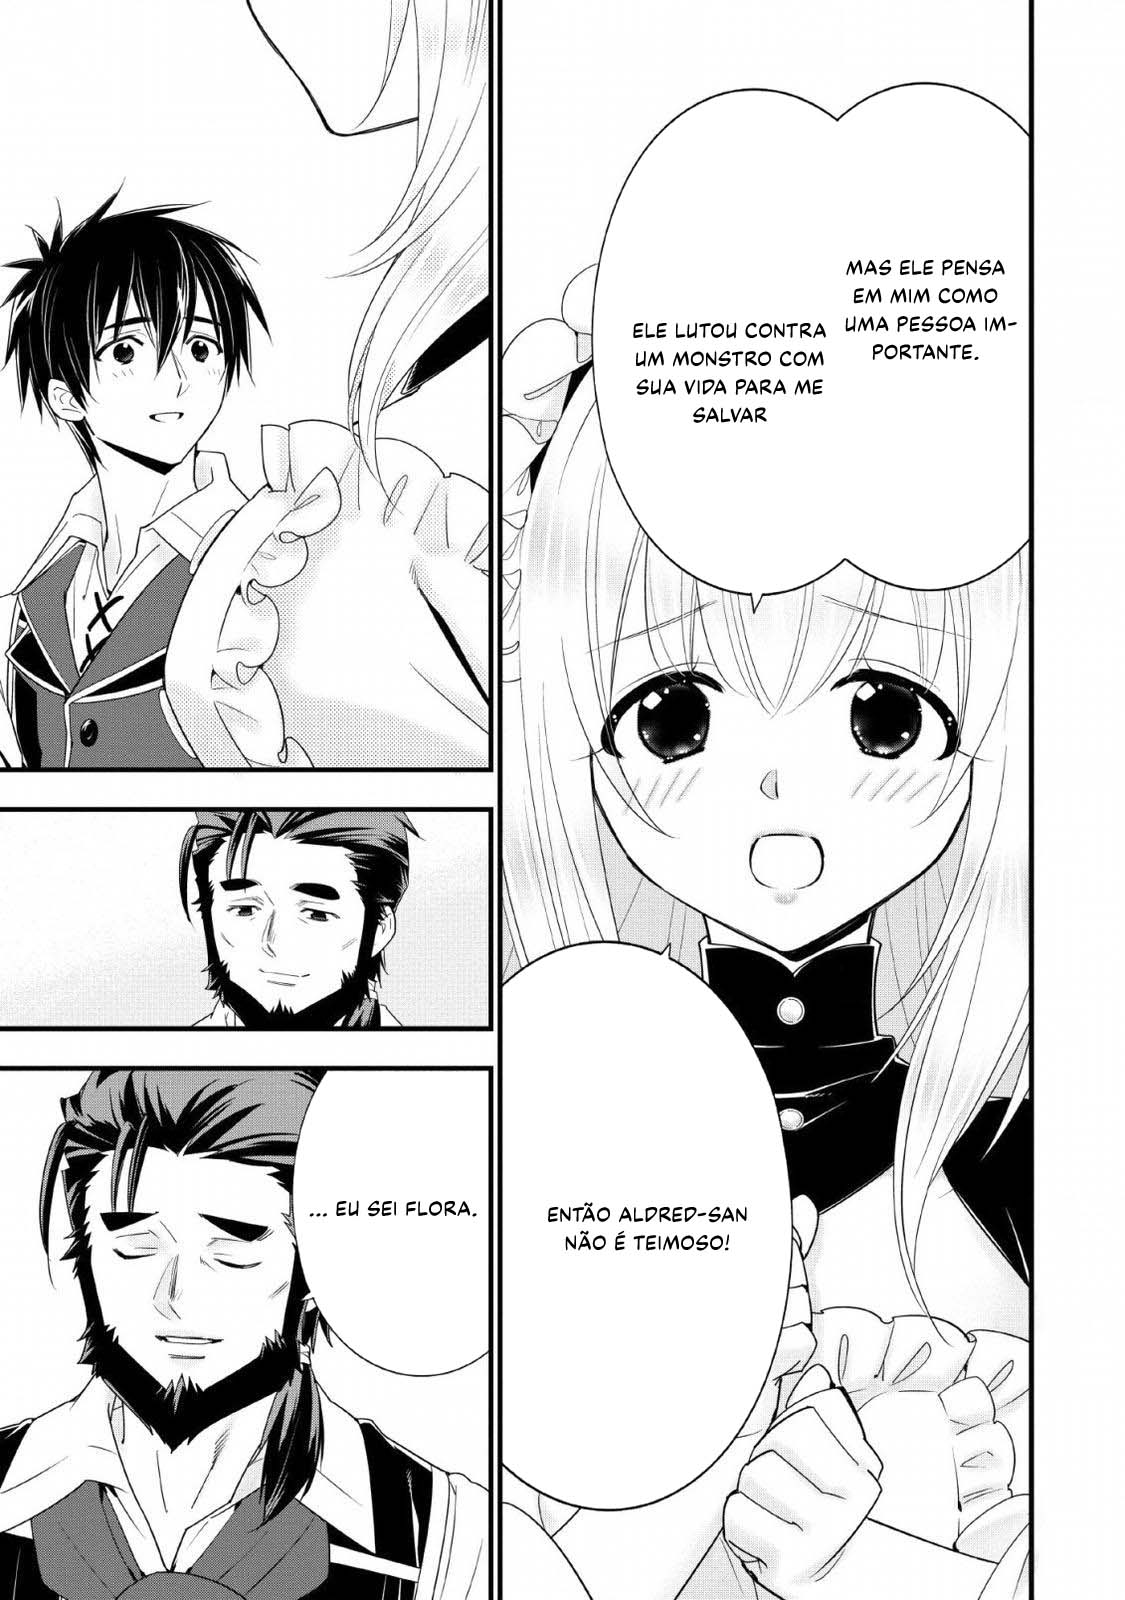 MAS ELE PENSA
EM MIM COMO
UMA PESSOA IM-
PORTANTE.
ELE LUTOU CONTRA
UM MONSTRO COM
SUA VIDA PARA ME
SALVAR
ENTÃO ALDRED-SAN
NÃO É TEIMOSO!
... EU SEI FLORA.